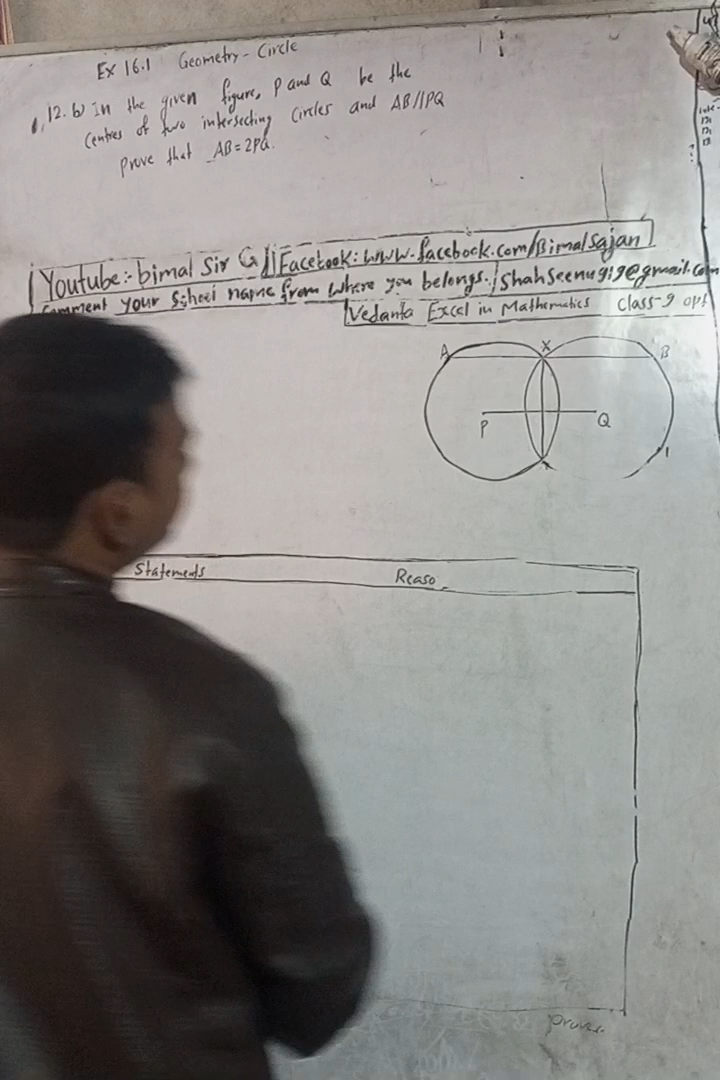 Ex 16.1 Geometry - Circle
12. b) In the given figure, P and Q be the
centres of two intersecting circles and AB//PQ
prove that AB=2PQ.
Youtube:- bimal Sir G Facebook: www.facebook.com/Bimalsajan
comment your School name from where you belongs. / Shahseenu919@gmail.com
Vedanta Excel in Mathematics class-9 opt
A X B
P Q
Statements Reaso